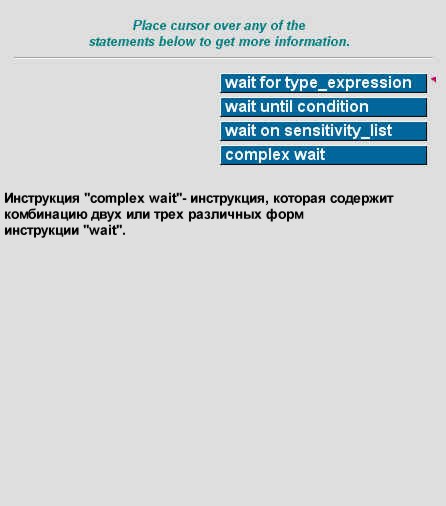 Place cursor over any of the
statements below to get more information.
wait for type_expression
wait until condition
wait on sensitivity_list
complex wait
Инструкция "complex wait"- инструкция, которая содержит
комбинацию двух или трех различных форм
инструкции "wait".